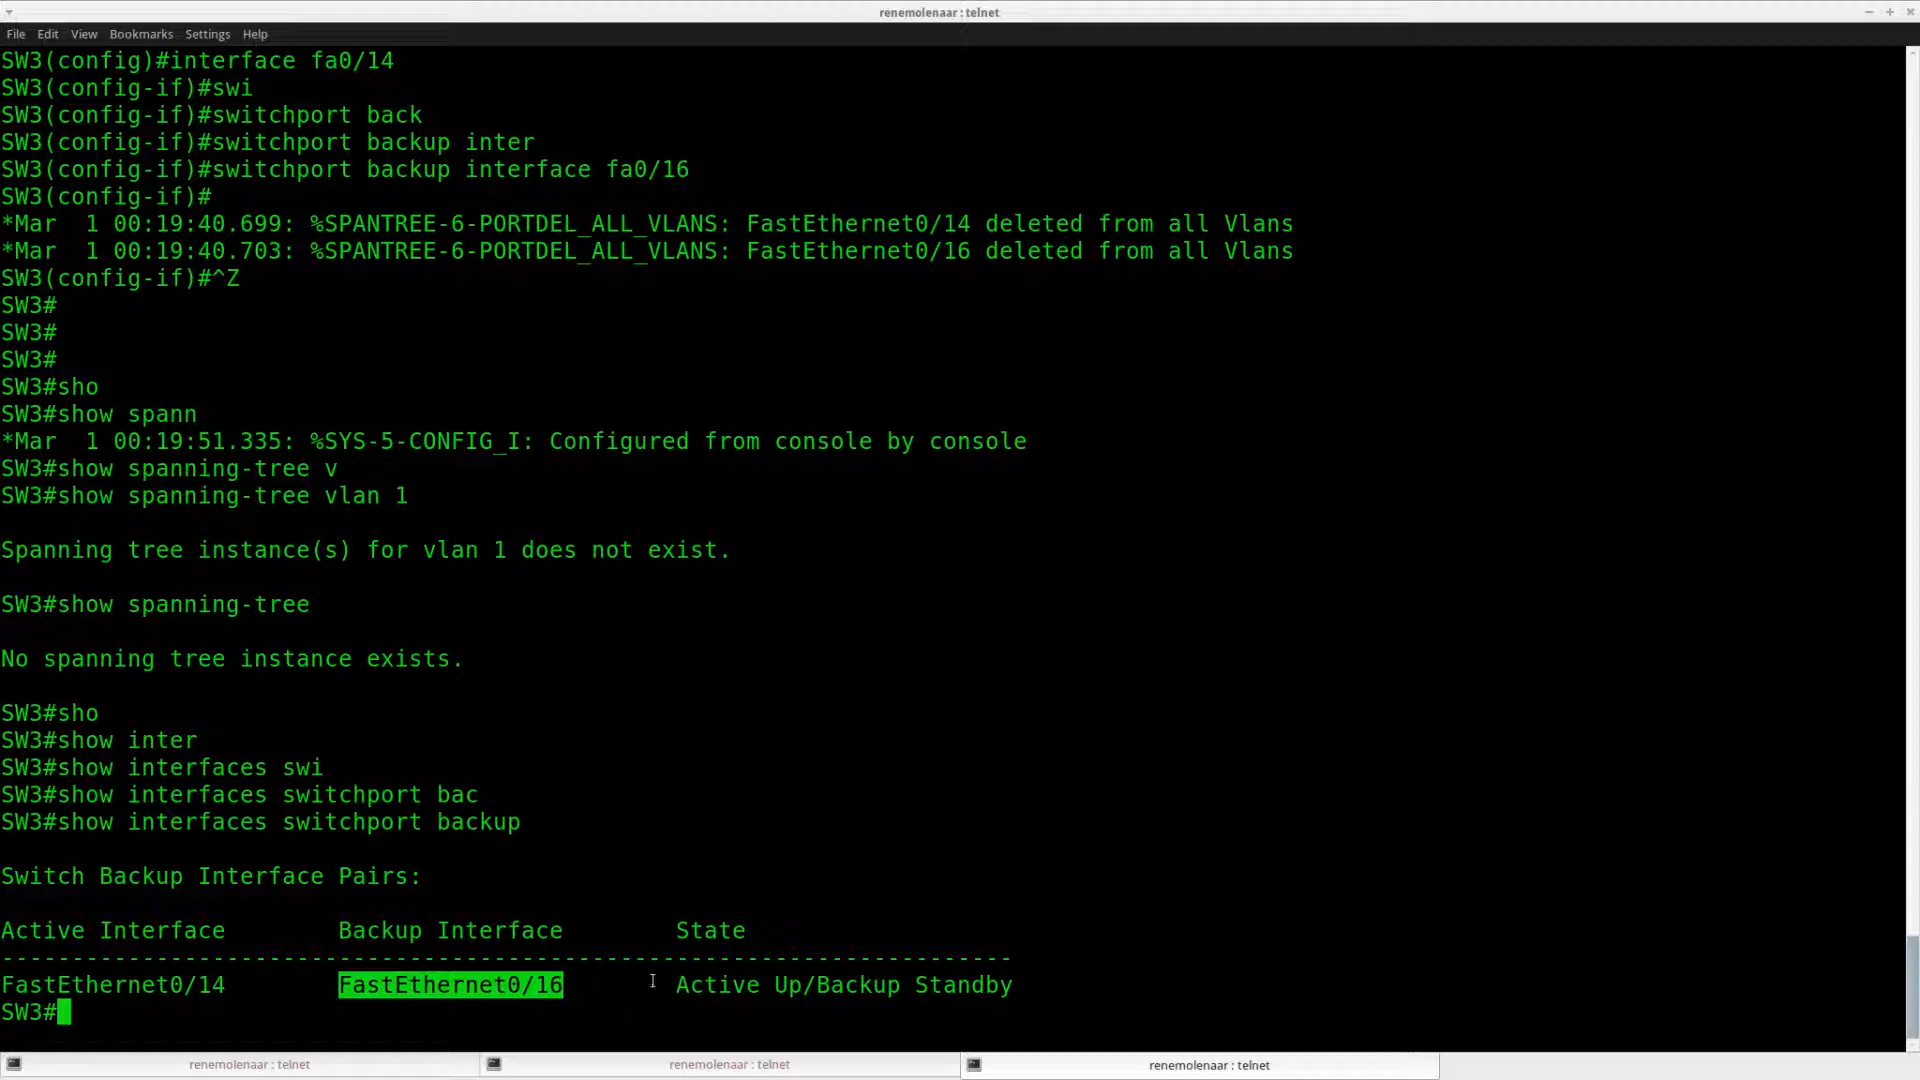 renemolenaar : telnet
File Edit View Bookmarks Settings Help
SW3(config)#interface fa0/14
SW3(config-if)#swi
SW3(config-if)#switchport back
SW3(config-if)#switchport backup inter
SW3(config-if)#switchport backup interface fa0/16
SW3(config-if)#
*Mar  1 00:19:40.699: %SPANTREE-6-PORTDEL_ALL_VLANS: FastEthernet0/14 deleted from all Vlans
*Mar  1 00:19:40.703: %SPANTREE-6-PORTDEL_ALL_VLANS: FastEthernet0/16 deleted from all Vlans
SW3(config-if)#^Z
SW3#
SW3#
SW3#
SW3#sho
SW3#show spann
*Mar  1 00:19:51.335: %SYS-5-CONFIG_I: Configured from console by console
SW3#show spanning-tree v
SW3#show spanning-tree vlan 1
Spanning tree instance(s) for vlan 1 does not exist.
SW3#show spanning-tree
No spanning tree instance exists.
SW3#sho
SW3#show inter
SW3#show interfaces swi
SW3#show interfaces switchport bac
SW3#show interfaces switchport backup
Switch Backup Interface Pairs:
Active Interface        Backup Interface        State
------------------------------------------------------------------------
FastEthernet0/14        FastEthernet0/16        Active Up/Backup Standby
SW3#
renemolenaar : telnet renemolenaar : telnet renemolenaar : telnet